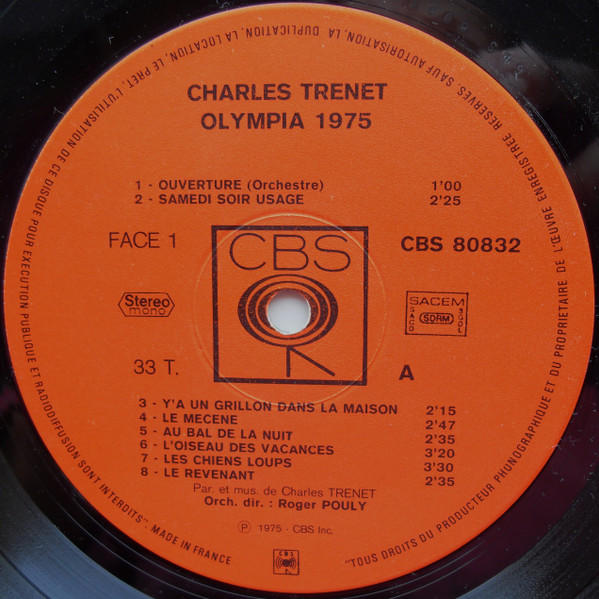 CHARLES TRENET
OLYMPIA 1975
1 - OUVERTURE (Orchestre) 1'00
2 - SAMEDI SOIR USAGE 2'25
FACE 1
CBS
CBS 80832
Stereo
mono
SACEM
SACD
SDRM
SGDL
33 T.
A
3 - Y'A UN GRILLON DANS LA MAISON 2'15
4 - LE MECENE 2'47
5 - AU BAL DE LA NUIT 2'35
6 - L'OISEAU DES VACANCES 3'20
7 - LES CHIENS LOUPS 3'30
8 - LE REVENANT 2'35
Par. et mus. de Charles TRENET
Orch. dir. : Roger POULY
℗ 1975 - CBS Inc.
CBS
"TOUS DROITS DU PRODUCTEUR PHONOGRAPHIQUE ET DU PROPRIETAIRE DE L'ŒUVRE ENREGISTREE RESERVES SAUF AUTORISATION, LA DUPLICATION, LA LOCATION, LE PRET, L'UTILISATION DE CE DISQUE POUR EXECUTION PUBLIQUE ET RADIODIFFUSION SONT INTERDITS". MADE IN FRANCE